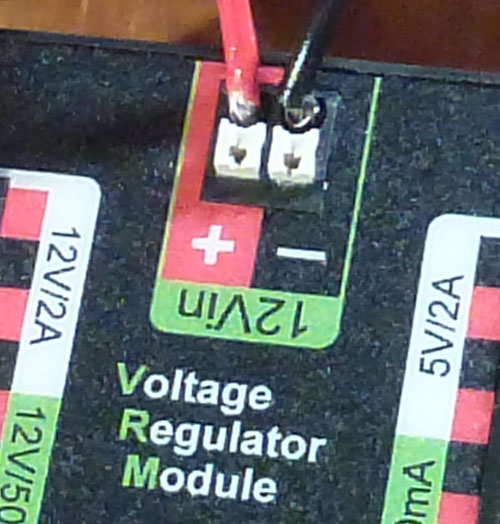 + −
12Vin
12V/2A
5V/2A
Voltage
Regulator
Module
12V/50
mA